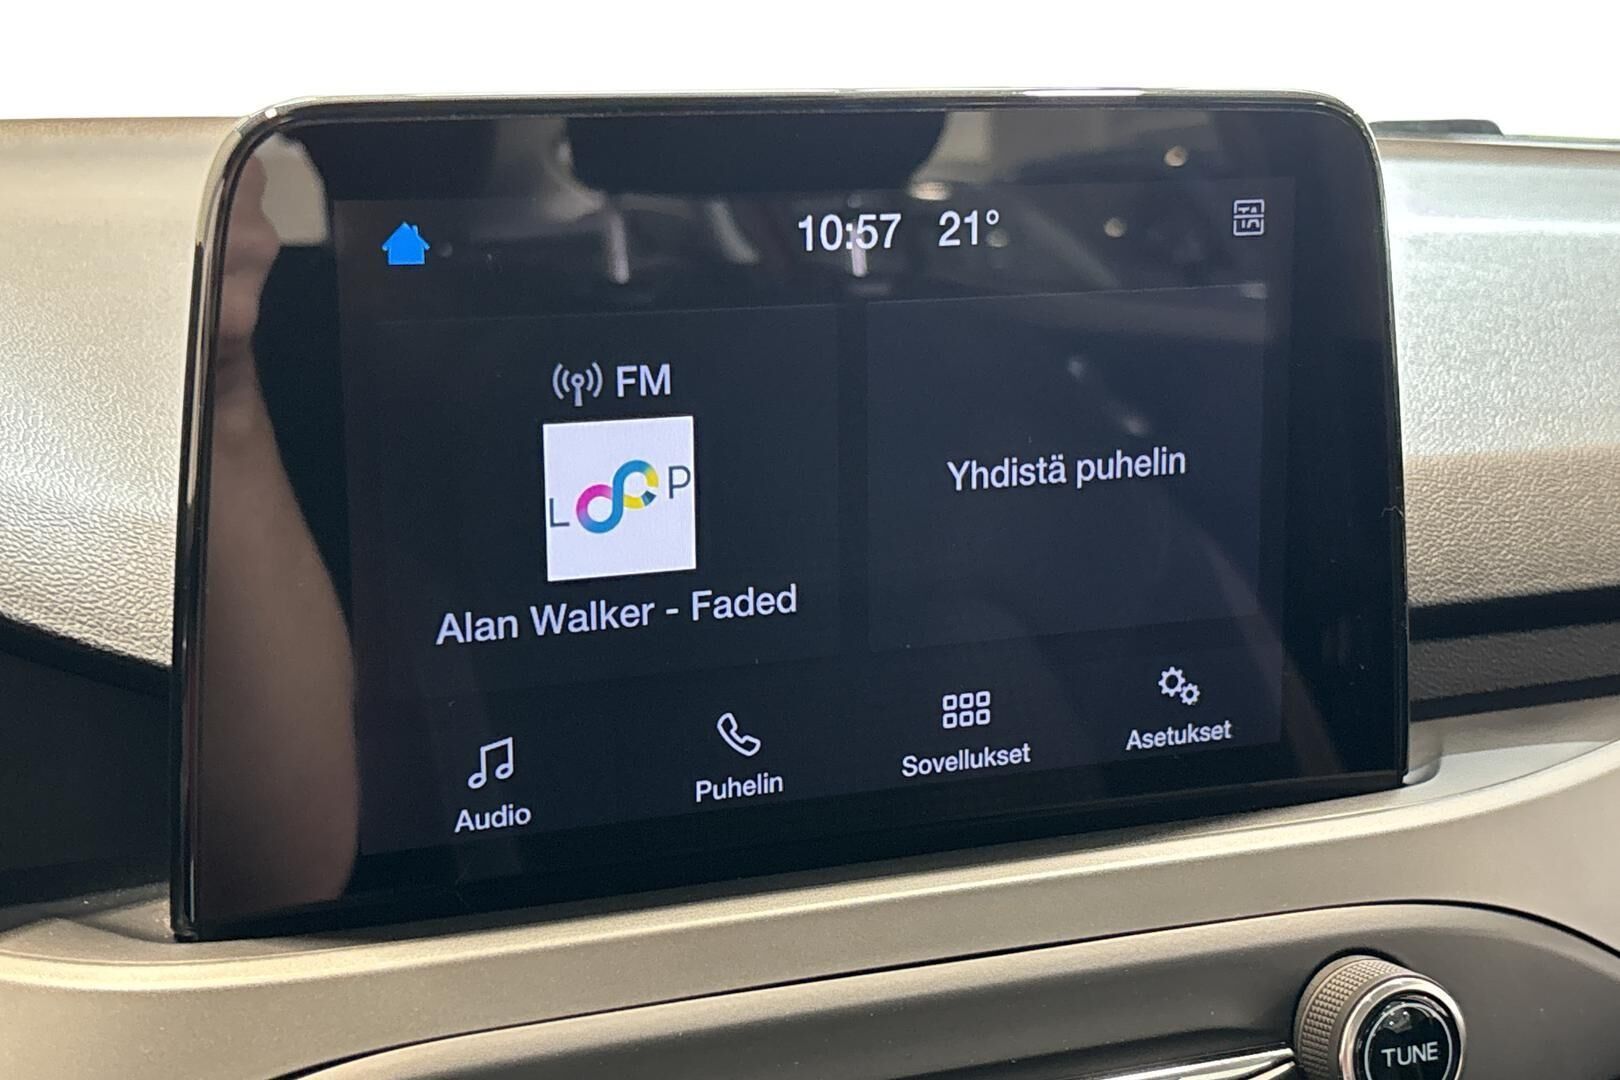 10:57 21°
FM
LOOP
Alan Walker - Faded
Yhdistä puhelin
Audio
Puhelin
Sovellukset
Asetukset
TUNE